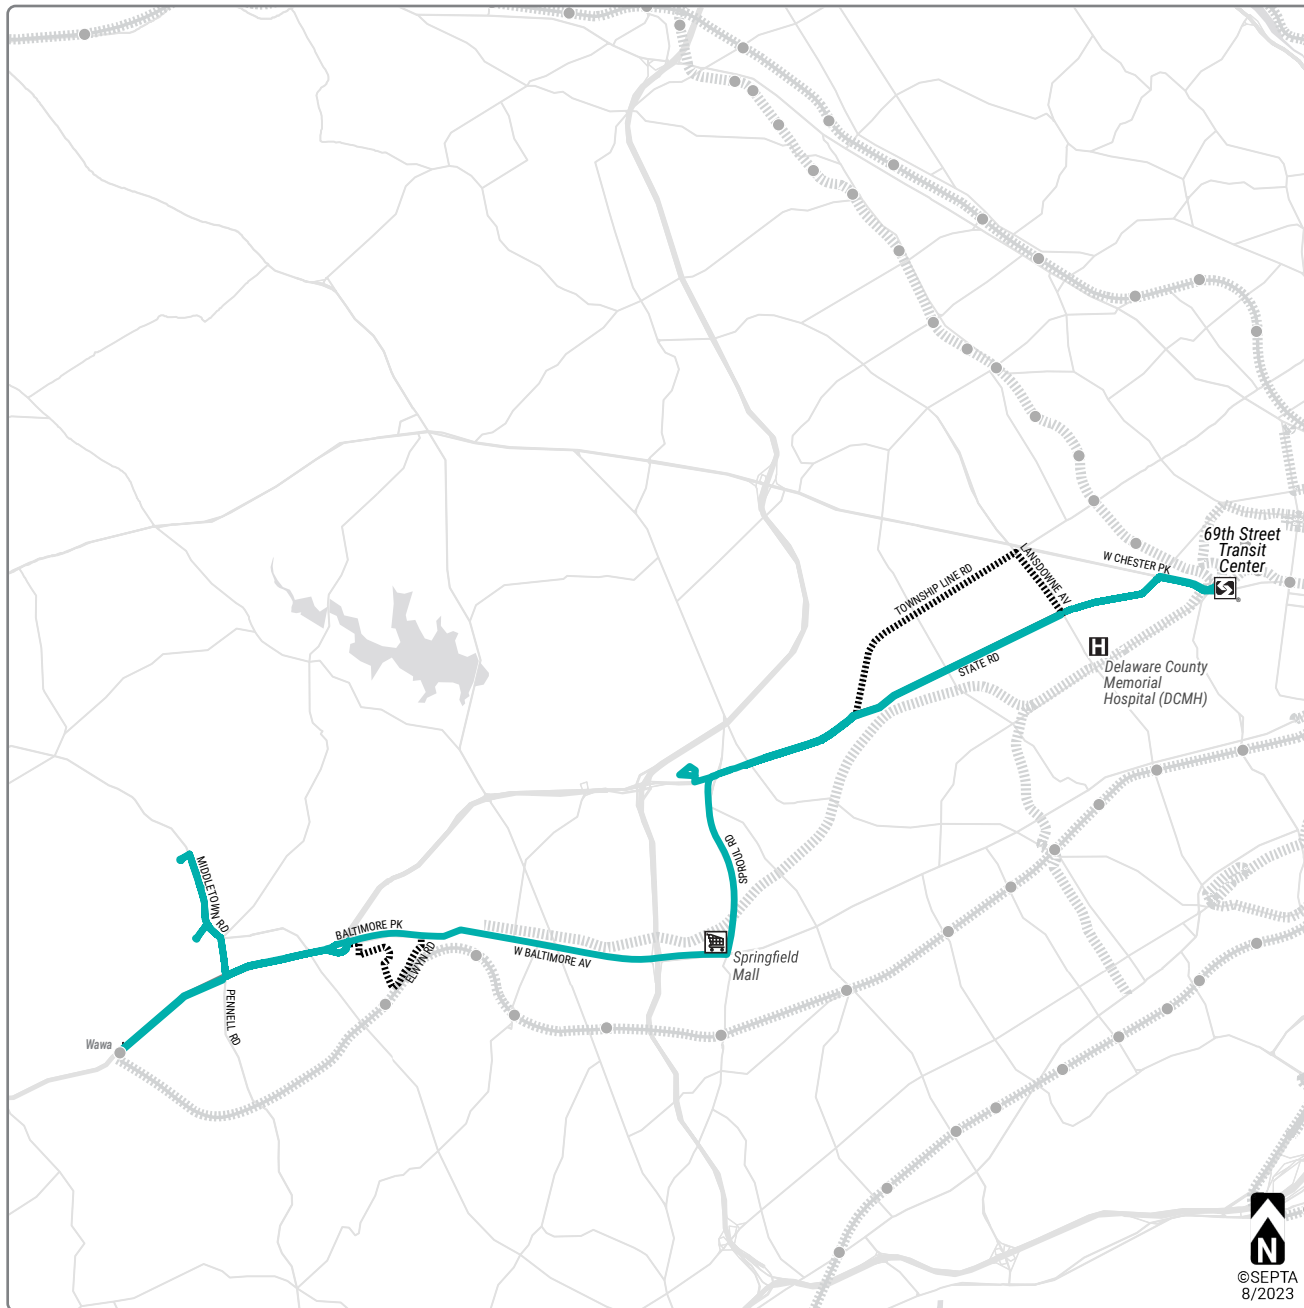 69th Street
Transit
Center
W CHESTER PK
LANSDOWNE AV
TOWNSHIP LINE RD
STATE RD
H
Delaware County
Memorial
Hospital (DCMH)
SPROUL RD
MIDDLETOWN RD
BALTIMORE PK
ELWYN RD
W BALTIMORE AV
Springfield
Mall
PENNELL RD
Wawa
N
©SEPTA
8/2023